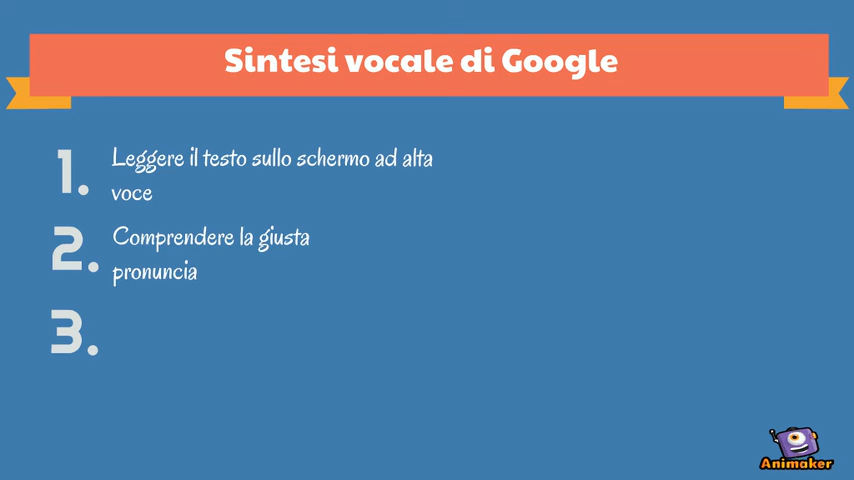 Sintesi vocale di Google
1. Leggere il testo sullo schermo ad alta
voce
2. Comprendere la giusta
pronuncia
3.
Animaker